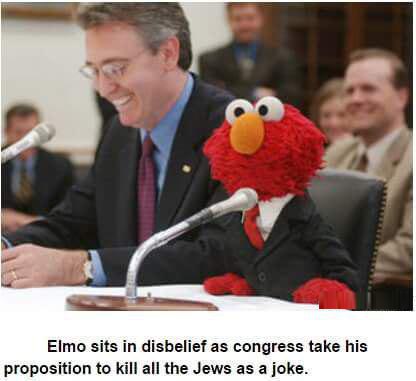 Elmo sits in disbelief as congress take his
proposition to kill all the Jews as a joke.